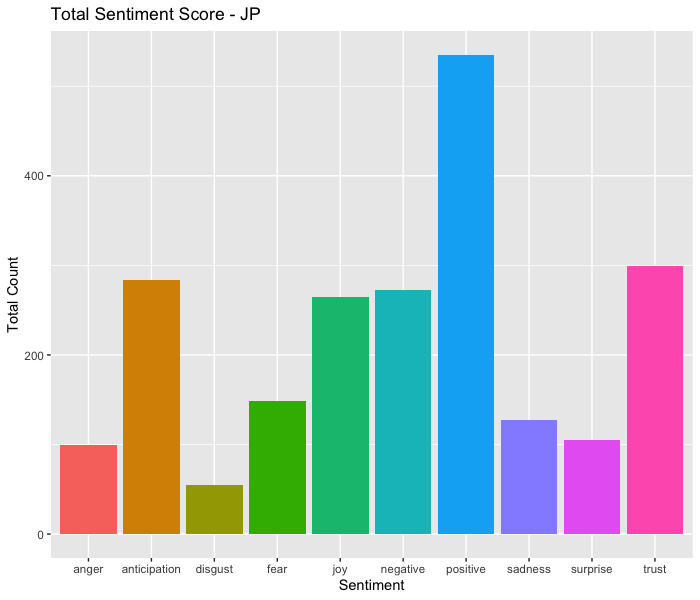 Total Sentiment Score - JP
Total Count
400
200
0
anger anticipation disgust fear joy negative positive sadness surprise trust
Sentiment